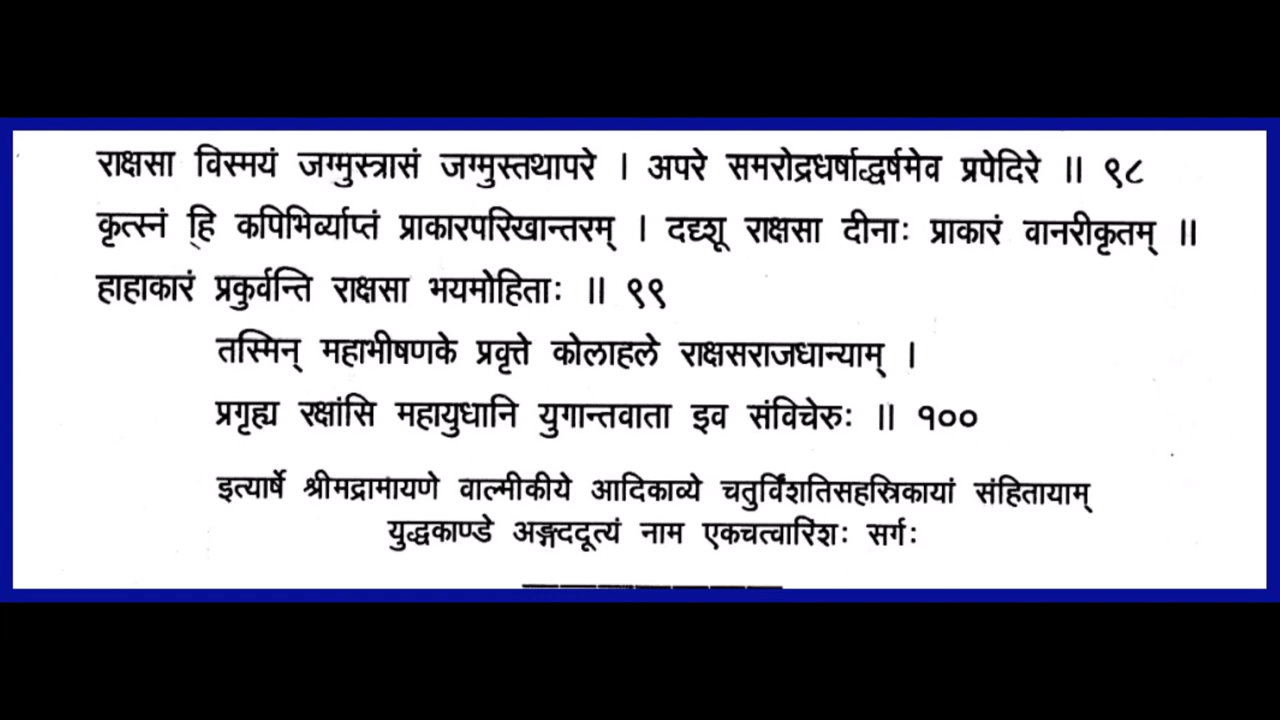 राक्षसा विस्मयं जग्मुस्त्रासं जग्मुस्तथापरे । अपरे समरोद्रधर्षाद्धर्षमेव प्रपेदिरे ॥ ९८
कृत्स्नं हि कपिभिर्व्याप्तं प्राकारपरिखान्तरम् । ददृशू राक्षसा दीनाः प्राकारं वानरीकृतम् ॥
हाहाकारं प्रकुर्वन्ति राक्षसा भयमोहिताः ॥ ९९
तस्मिन् महाभीषणके प्रवृत्ते कोलाहले राक्षसराजधान्याम् ।
प्रगृह्य रक्षांसि महायुधानि युगान्तवाता इव संविचेरुः ॥ १००
इत्यार्षे श्रीमद्रामायणे वाल्मीकीये आदिकाव्ये चतुर्विंशतिसहस्रिकायां संहितायाम्
युद्धकाण्डे अङ्गददूत्यं नाम एकचत्वारिंशः सर्गः